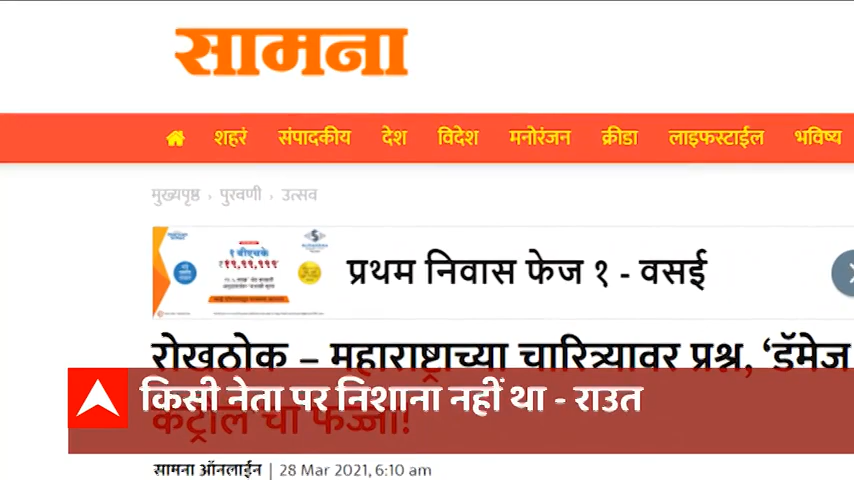 सामना
शहरं संपादकीय देश विदेश मनोरंजन क्रीडा लाइफस्टाईल भविष्य
मुख्यपृष्ठ › पुरवणी › उत्सव
प्रथम निवास फेज १ - वसई
रोखठोक – महाराष्ट्राच्या चारित्र्यावर प्रश्न, ‘डॅमेज
कंट्रोल’चा फज्जा!
किसी नेता पर निशाना नहीं था - राउत
सामना ऑनलाईन | 28 Mar 2021, 6:10 am